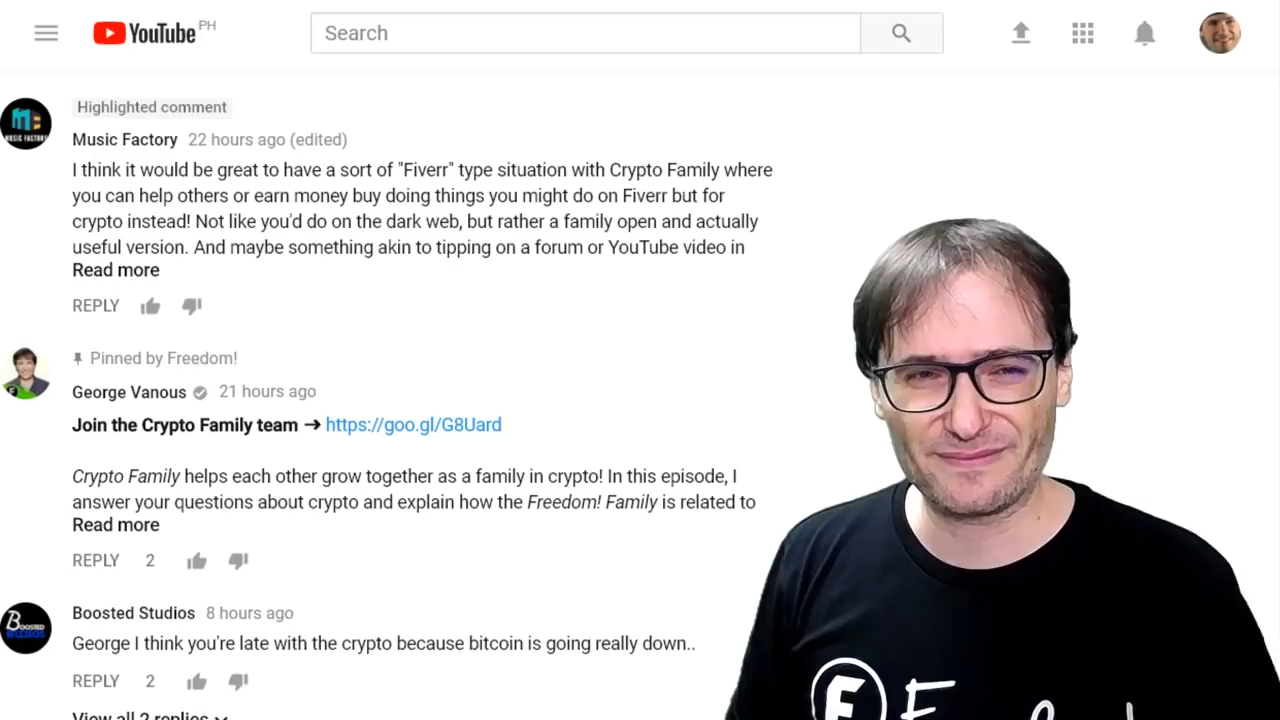 YouTube PH
Search
Highlighted comment
Music Factory 22 hours ago (edited)
I think it would be great to have a sort of "Fiverr" type situation with Crypto Family where
you can help others or earn money buy doing things you might do on Fiverr but for
crypto instead! Not like you'd do on the dark web, but rather a family open and actually
useful version. And maybe something akin to tipping on a forum or YouTube video in
Read more
REPLY
Pinned by Freedom!
George Vanous 21 hours ago
Join the Crypto Family team ➞ https://goo.gl/G8Uard
Crypto Family helps each other grow together as a family in crypto! In this episode, I
answer your questions about crypto and explain how the Freedom! Family is related to
Read more
REPLY 2
Boosted Studios 8 hours ago
George I think you're late with the crypto because bitcoin is going really down..
REPLY 2
View all 2 replies